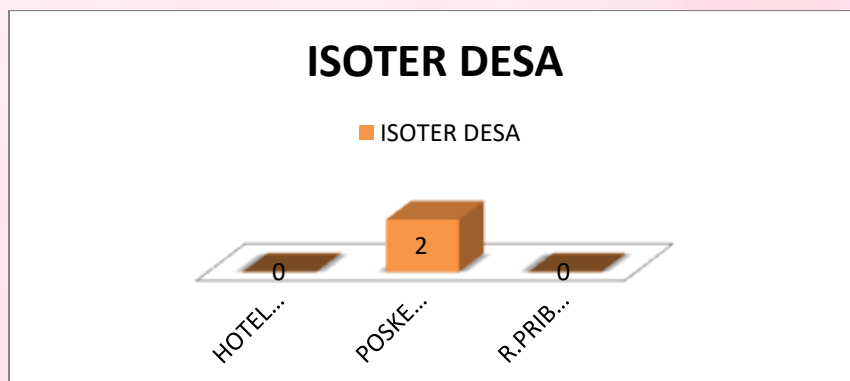 ISOTER DESA
ISOTER DESA
0
2
0
HOTEL...
POSKE...
R.PRIB...